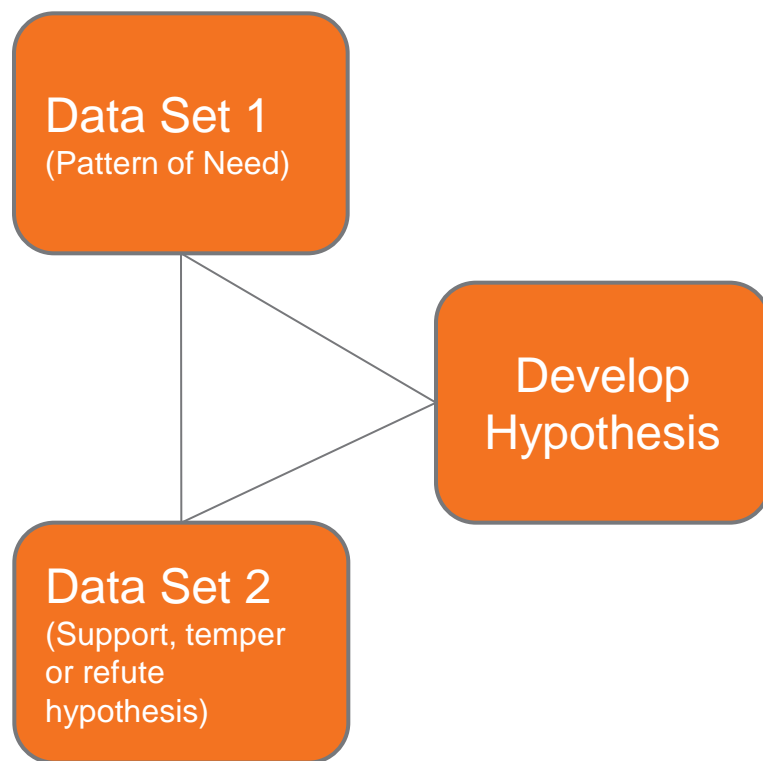 Data Set 1
(Pattern of Need)
Develop
Hypothesis
Data Set 2
(Support, temper
or refute
hypothesis)